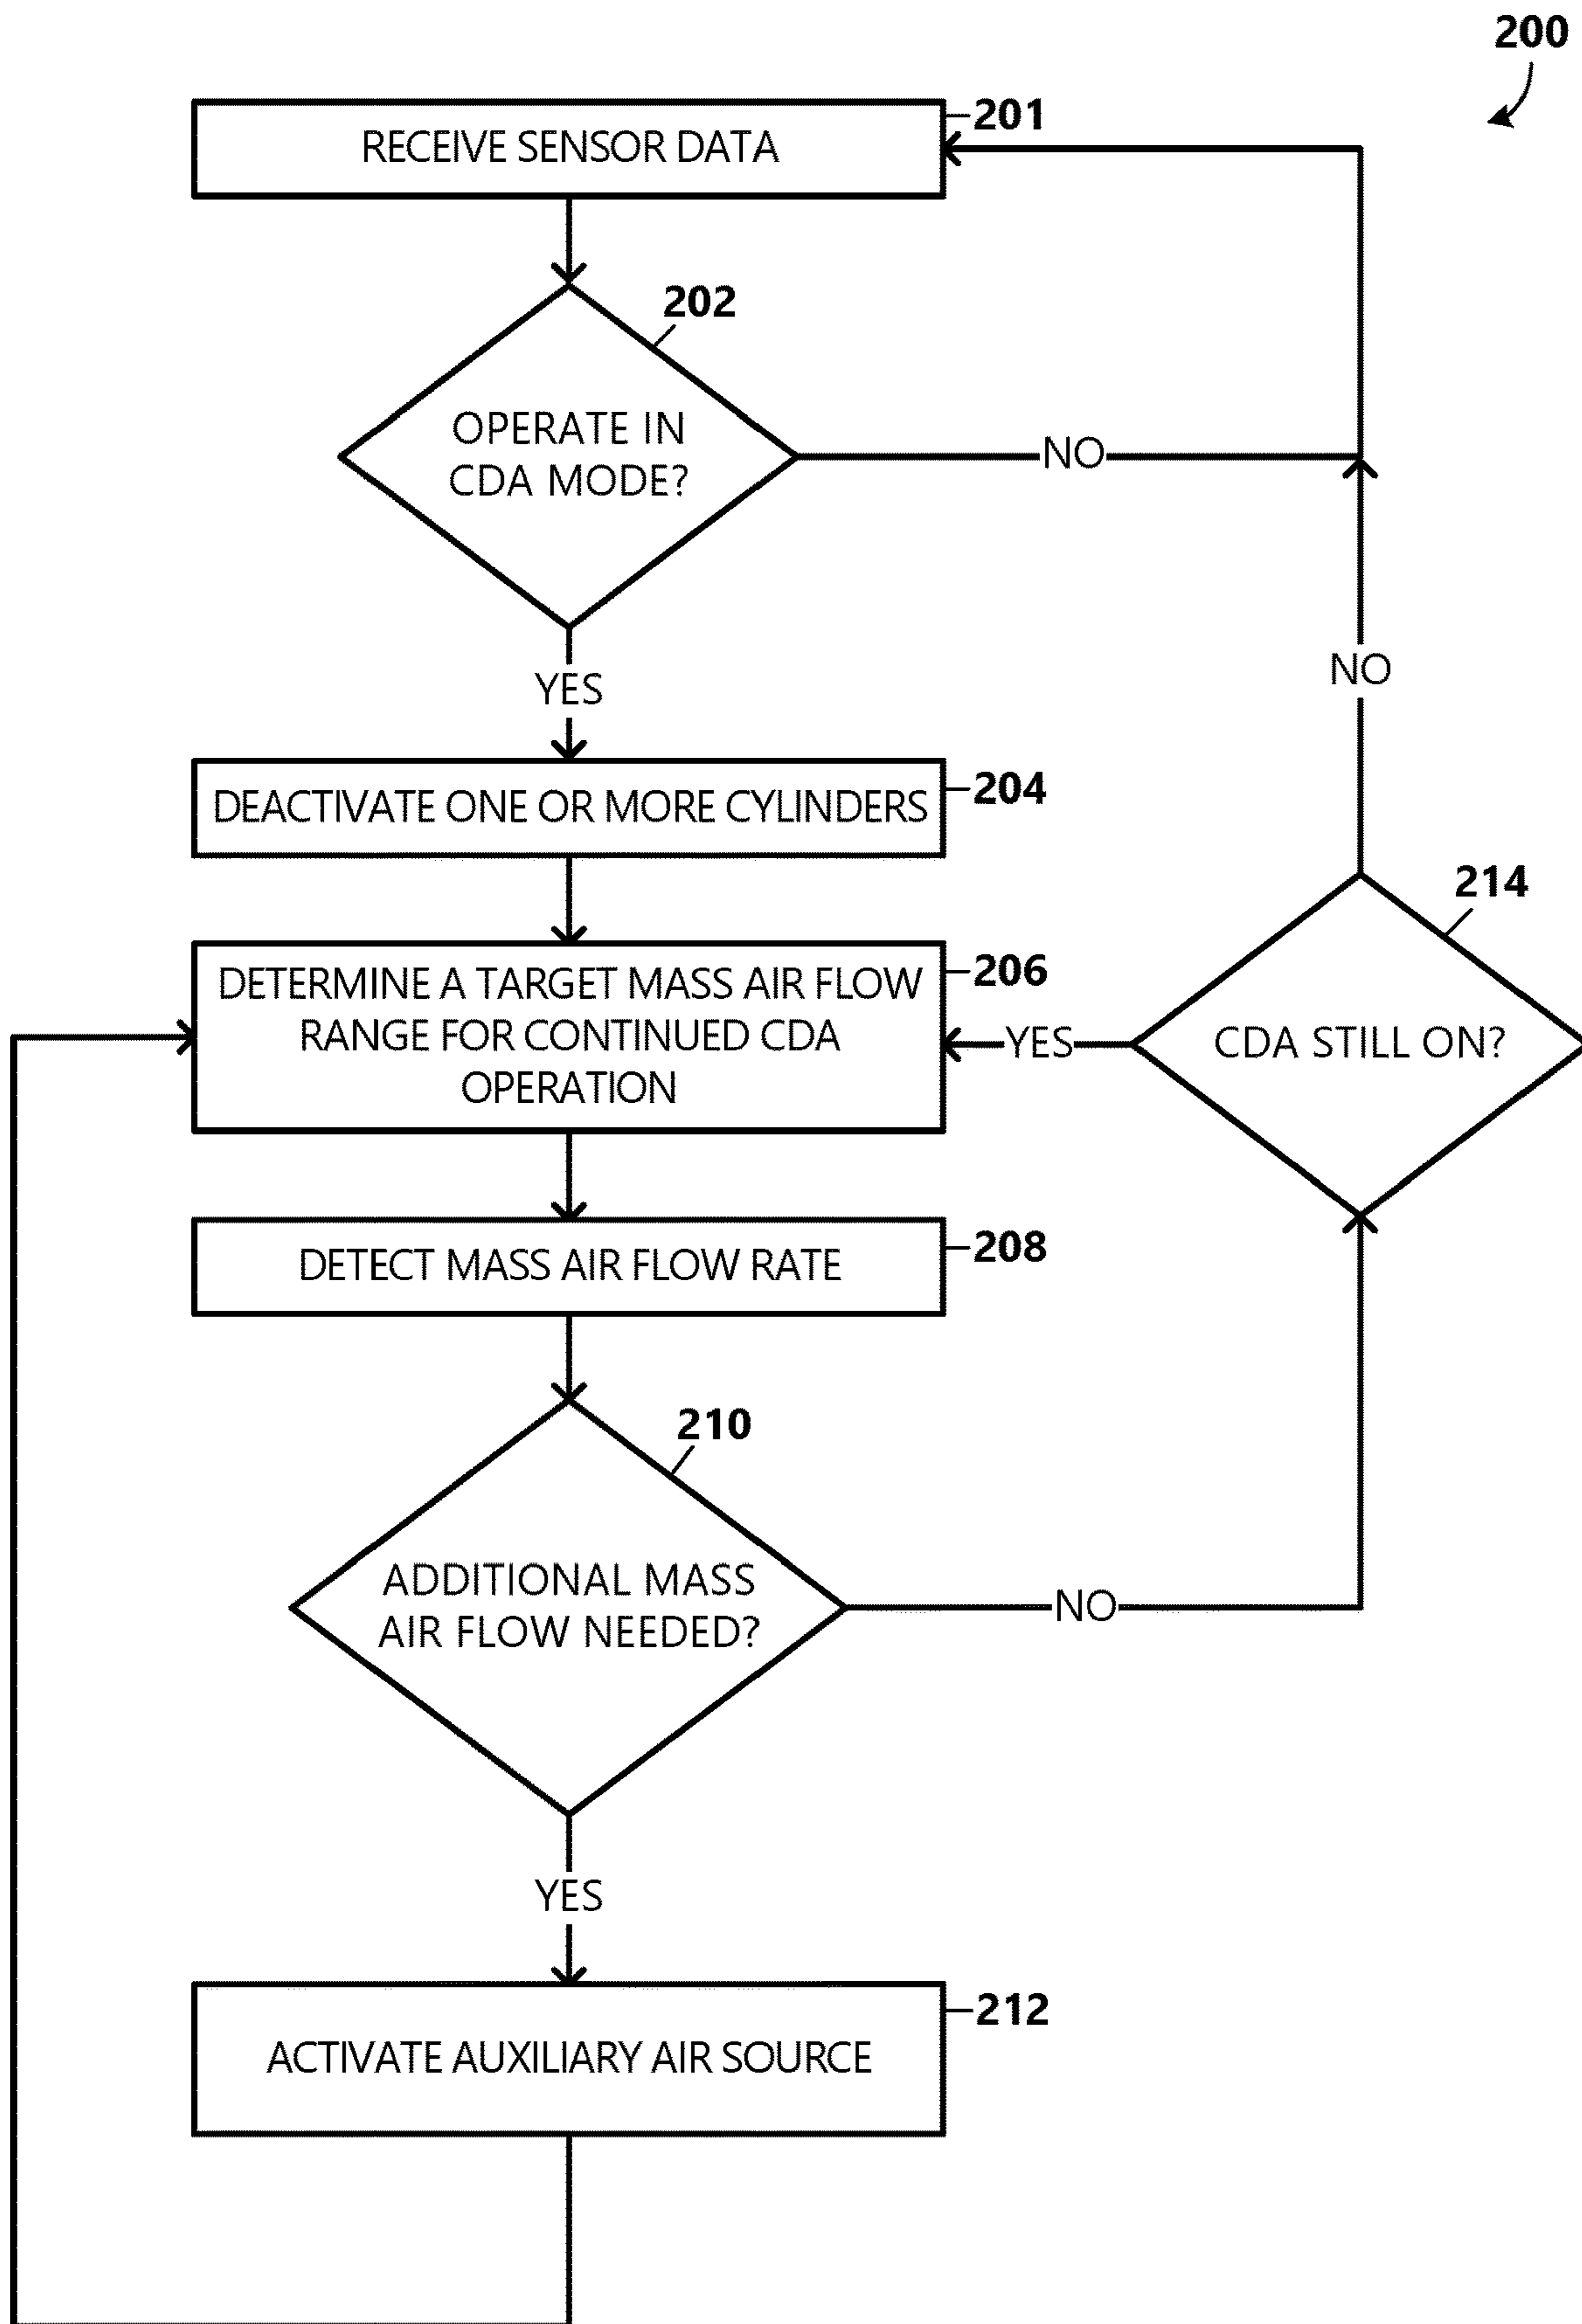 200
201
RECEIVE SENSOR DATA
202
OPERATE IN
CDA MODE?
NO
YES
NO
204
DEACTIVATE ONE OR MORE CYLINDERS
214
206
DETERMINE A TARGET MASS AIR FLOW
RANGE FOR CONTINUED CDA
OPERATION
YES
CDA STILL ON?
208
DETECT MASS AIR FLOW RATE
210
ADDITIONAL MASS
AIR FLOW NEEDED?
NO
YES
212
ACTIVATE AUXILIARY AIR SOURCE